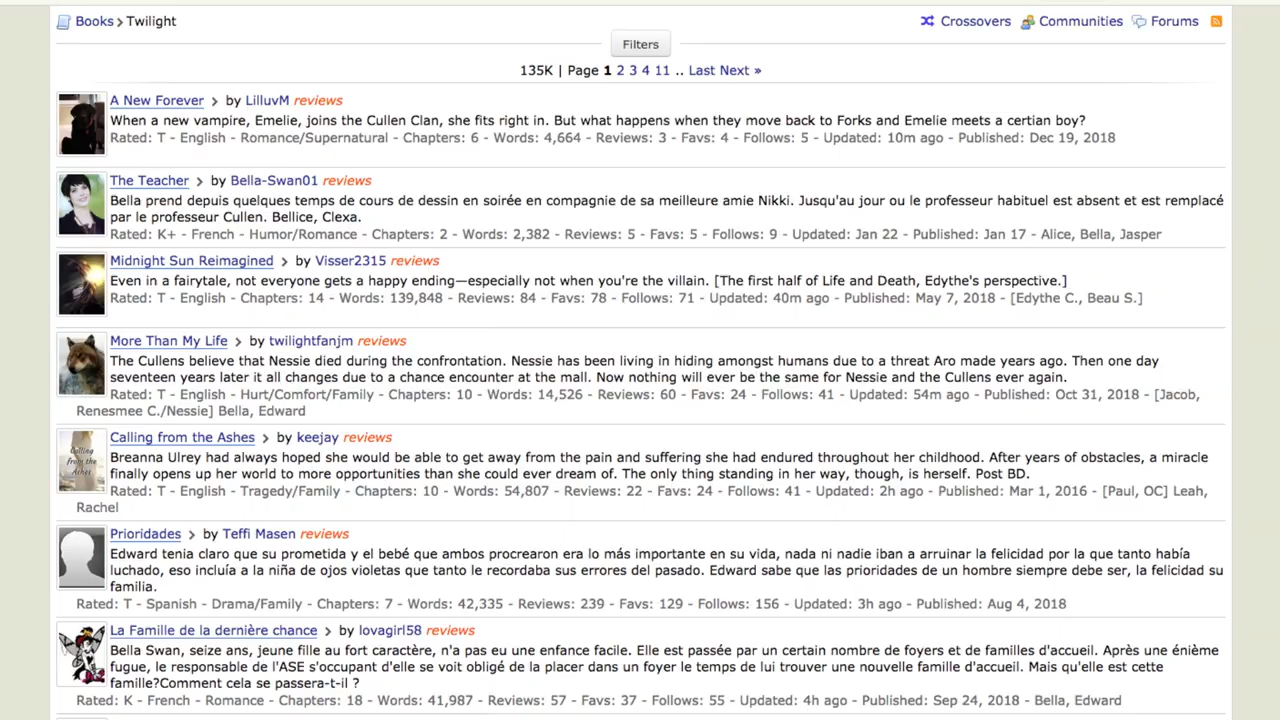 Books > Twilight Crossovers Communities Forums
Filters
135K | Page 1 2 3 4 11 .. Last Next »
A New Forever > by LilluvM reviews
When a new vampire, Emelie, joins the Cullen Clan, she fits right in. But what happens when they move back to Forks and Emelie meets a certian boy?
Rated: T - English - Romance/Supernatural - Chapters: 6 - Words: 4,664 - Reviews: 3 - Favs: 4 - Follows: 5 - Updated: 10m ago - Published: Dec 19, 2018
The Teacher > by Bella-Swan01 reviews
Bella prend depuis quelques temps de cours de dessin en soirée en compagnie de sa meilleure amie Nikki. Jusqu'au jour ou le professeur habituel est absent et est remplacé
par le professeur Cullen. Bellice, Clexa.
Rated: K+ - French - Humor/Romance - Chapters: 2 - Words: 2,382 - Reviews: 5 - Favs: 5 - Follows: 9 - Updated: Jan 22 - Published: Jan 17 - Alice, Bella, Jasper
Midnight Sun Reimagined > by Visser2315 reviews
Even in a fairytale, not everyone gets a happy ending—especially not when you're the villain. [The first half of Life and Death, Edythe's perspective.]
Rated: T - English - Chapters: 14 - Words: 139,848 - Reviews: 84 - Favs: 78 - Follows: 71 - Updated: 40m ago - Published: May 7, 2018 - [Edythe C., Beau S.]
More Than My Life > by twilightfanjm reviews
The Cullens believe that Nessie died during the confrontation. Nessie has been living in hiding amongst humans due to a threat Aro made years ago. Then one day
seventeen years later it all changes due to a chance encounter at the mall. Now nothing will ever be the same for Nessie and the Cullens ever again.
Rated: T - English - Hurt/Comfort/Family - Chapters: 10 - Words: 14,526 - Reviews: 60 - Favs: 24 - Follows: 41 - Updated: 54m ago - Published: Oct 31, 2018 - [Jacob,
Renesmee C./Nessie] Bella, Edward
Calling from the Ashes > by keejay reviews
Calling
from the
Ashes
Breanna Ulrey had always hoped she would be able to get away from the pain and suffering she had endured throughout her childhood. After years of obstacles, a miracle
finally opens up her world to more opportunities than she could ever dream of. The only thing standing in her way, though, is herself. Post BD.
Rated: T - English - Tragedy/Family - Chapters: 10 - Words: 54,807 - Reviews: 22 - Favs: 24 - Follows: 41 - Updated: 2h ago - Published: Mar 1, 2016 - [Paul, OC] Leah,
Rachel
Prioridades > by Teffi Masen reviews
Edward tenia claro que su prometida y el bebé que ambos procrearon era lo más importante en su vida, nada ni nadie iban a arruinar la felicidad por la que tanto había
luchado, eso incluía a la niña de ojos violetas que tanto le recordaba sus errores del pasado. Edward sabe que las prioridades de un hombre siempre debe ser, la felicidad su
familia.
Rated: T - Spanish - Drama/Family - Chapters: 7 - Words: 42,335 - Reviews: 239 - Favs: 129 - Follows: 156 - Updated: 3h ago - Published: Aug 4, 2018
La Famille de la dernière chance > by lovagirl58 reviews
Bella Swan, seize ans, jeune fille au fort caractère, n'a pas eu une enfance facile. Elle est passée par un certain nombre de foyers et de familles d'accueil. Après une énième
fugue, le responsable de l'ASE s'occupant d'elle se voit obligé de la placer dans un foyer le temps de lui trouver une nouvelle famille d'accueil. Mais qu'elle est cette
famille?Comment cela se passera-t-il ?
Rated: K - French - Romance - Chapters: 18 - Words: 41,987 - Reviews: 57 - Favs: 37 - Follows: 55 - Updated: 4h ago - Published: Sep 24, 2018 - Bella, Edward